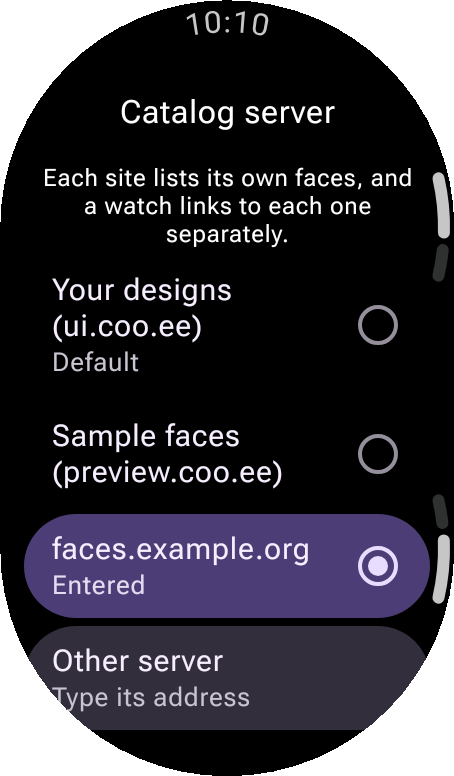 10:10
Catalog server
Each site lists its own faces, and
a watch links to each one
separately.
Your designs
(ui.coo.ee)
Default
Sample faces
(preview.coo.ee)
faces.example.org
Entered
Other server
Type its address